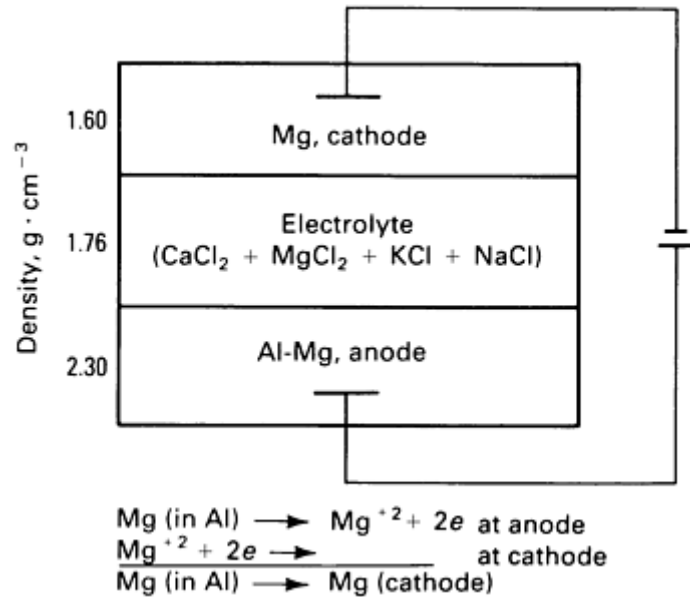 1.60
Mg, cathode
Density, g · cm⁻³
1.76
Electrolyte
(CaCl₂ + MgCl₂ + KCl + NaCl)
2.30
Al-Mg, anode
Mg (in Al) ⟶ Mg⁺² + 2e at anode
Mg⁺² + 2e ⟶ at cathode
Mg (in Al) ⟶ Mg (cathode)